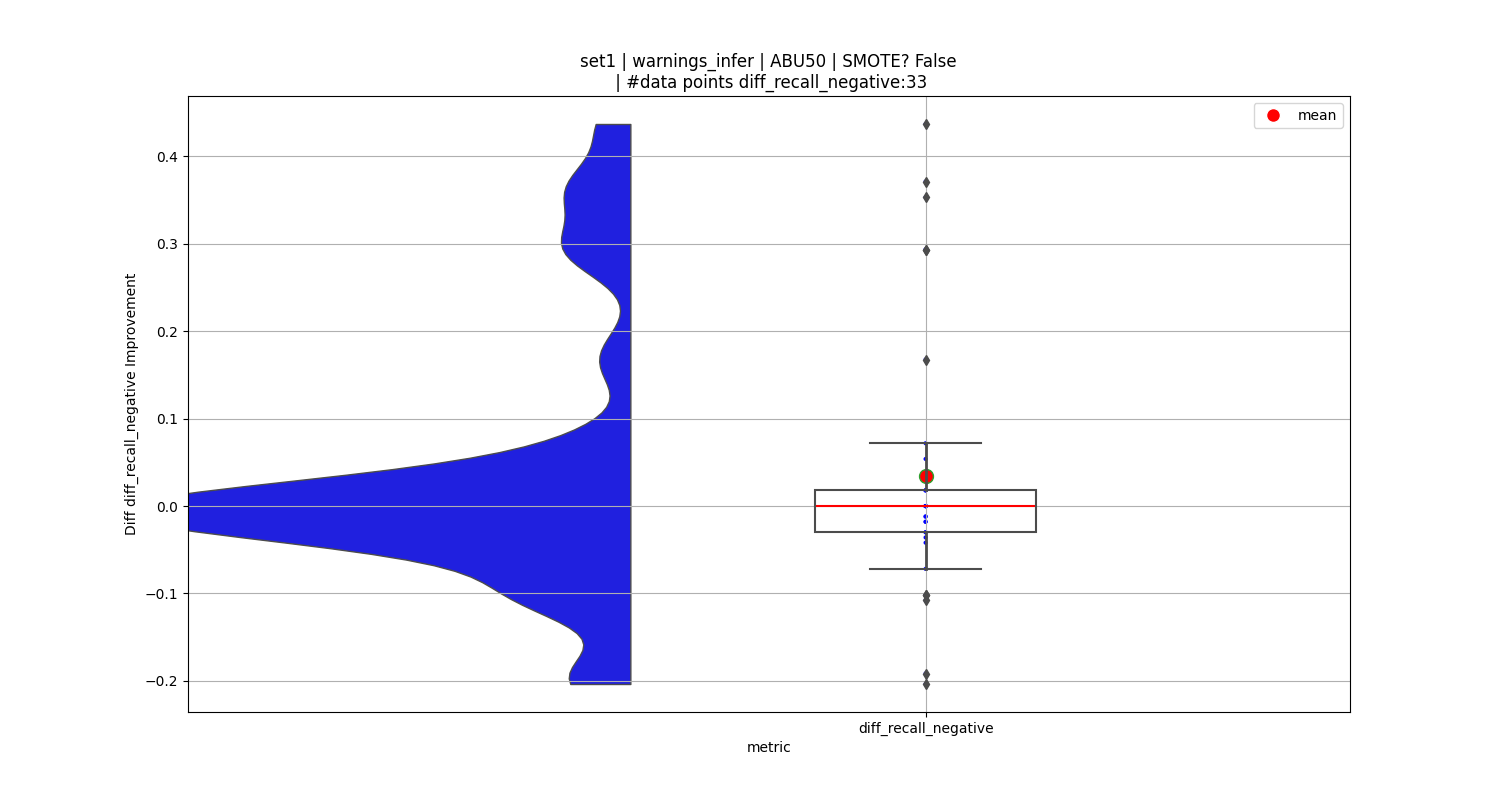 set1 | warnings_infer | ABU50 | SMOTE? False
| #data points diff_recall_negative:33
mean
0.4
0.3
0.2
0.1
0.0
−0.1
−0.2
Diff diff_recall_negative Improvement
diff_recall_negative
metric